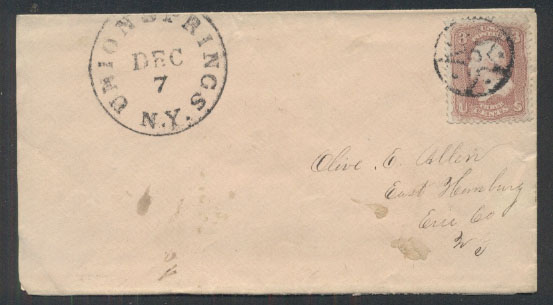 UNION SPRINGS
DEC
7
N.Y.
U S
THREE
CENTS
Olive E. Allen
East Hamburg
Erie Co